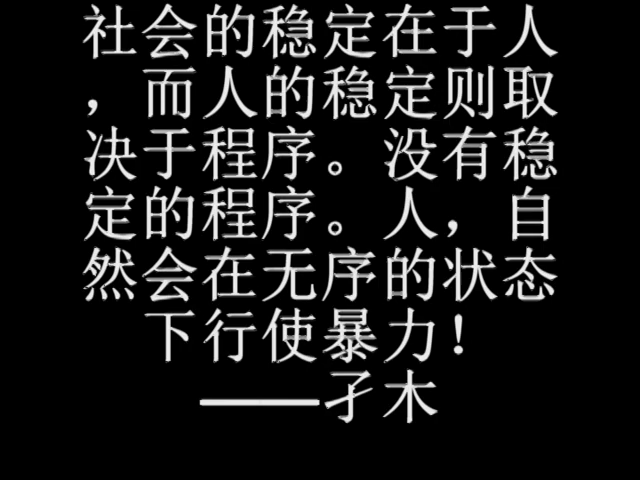 社会的稳定在于人
，而人的稳定则取
决于程序。没有稳
定的程序。人，自
然会在无序的状态
下行使暴力！
——孑木